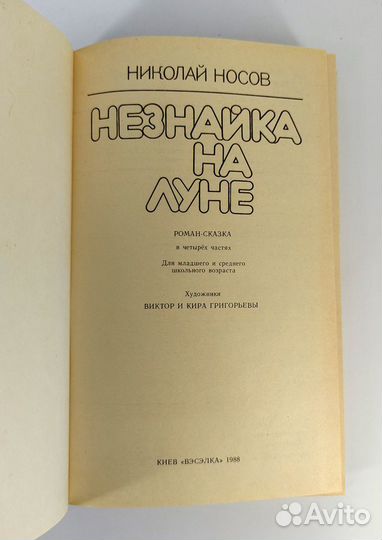 НИКОЛАЙ НОСОВ
НЕЗНАЙКА
НА
ЛУНЕ
РОМАН-СКАЗКА
в четырёх частях
Для младшего и среднего
школьного возраста
Художники
ВИКТОР И КИРА ГРИГОРЬЕВЫ
КИЕВ «ВЭСЭЛКА» 1988
Avito